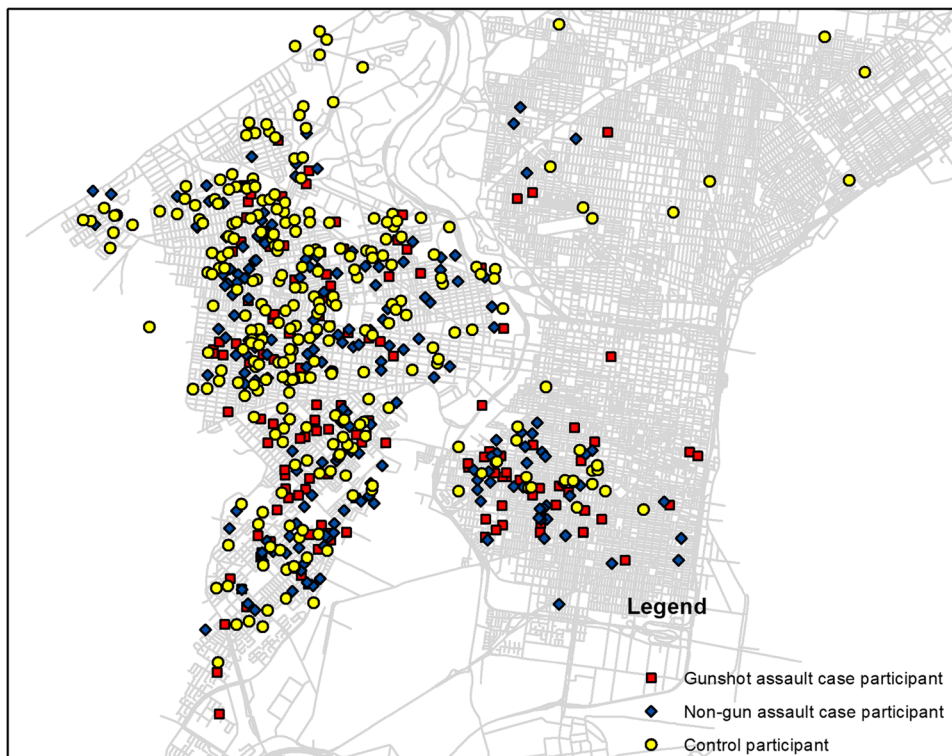 Legend
Gunshot assault case participant
Non-gun assault case participant
Control participant